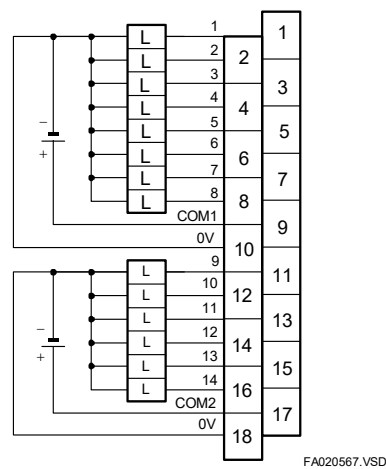 L 1 1
L 2 2
L 3 3
L 4 4
L 5 5
L 6 6
L 7 7
L 8 8
− +
COM1 9
0V 10
L 9 11
L 10 12
L 11 13
L 12 14
L 13 15
L 14 16
− +
COM2 17
0V 18
FA020567.VSD